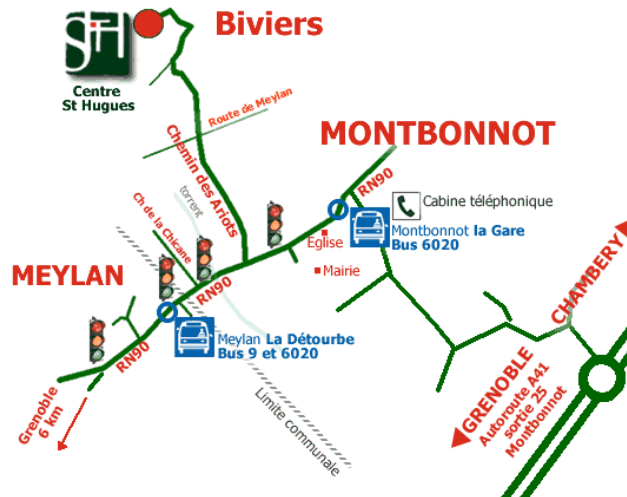 StH
Biviers
Centre
St Hugues
Route de Meylan
MONTBONNOT
Chemin des Ariots
RN90
Cabine téléphonique
torrent
Ch de la Chicane
Montbonnot la Gare
Bus 6020
Eglise
Mairie
MEYLAN
RN90
CHAMBERY
Meylan La Détourbe
Bus 9 et 6020
RN90
GRENOBLE
Autoroute A41
sortie 25
Montbonnot
Grenoble
6 km
Limite communale